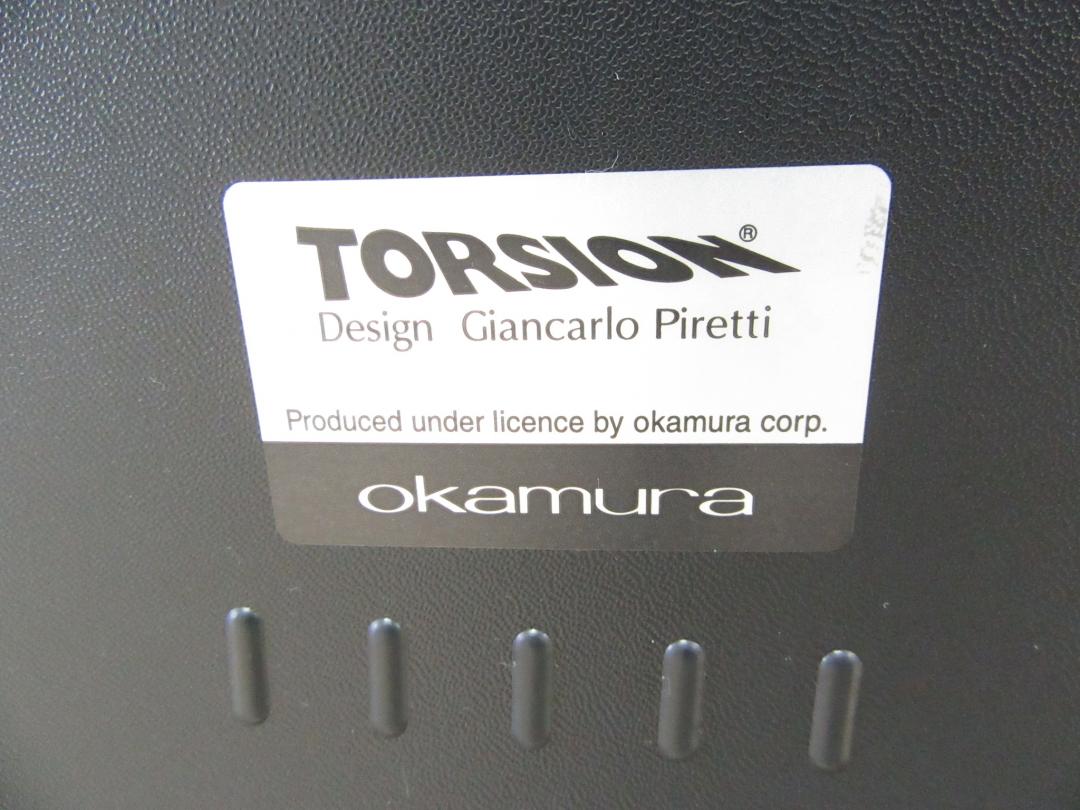 TORSION®
Design Giancarlo Piretti
Produced under licence by okamura corp.
okamura